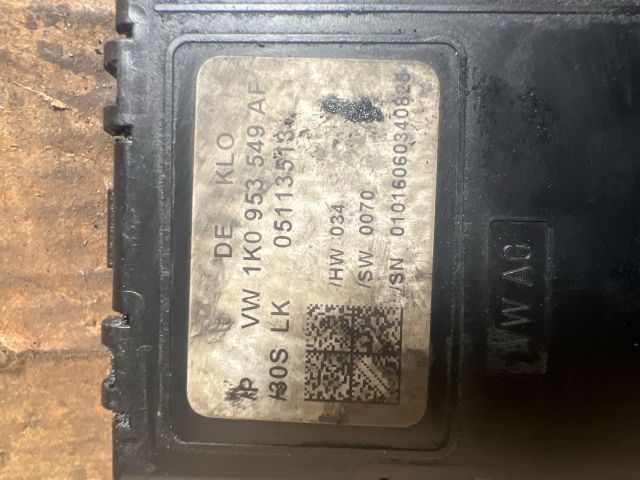 DE KLO
VW 1K0 953 549 AF
/30S LK 05113513
/HW 034
/SW 0070
/SN 01016060340825
VW AG